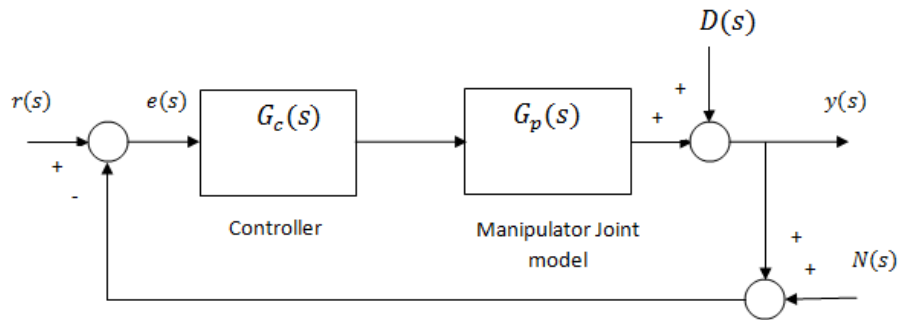 D(s)
r(s)
e(s)
G_c(s)
G_p(s)
y(s)
+
+
+
-
Controller
Manipulator Joint
model
+
+
N(s)